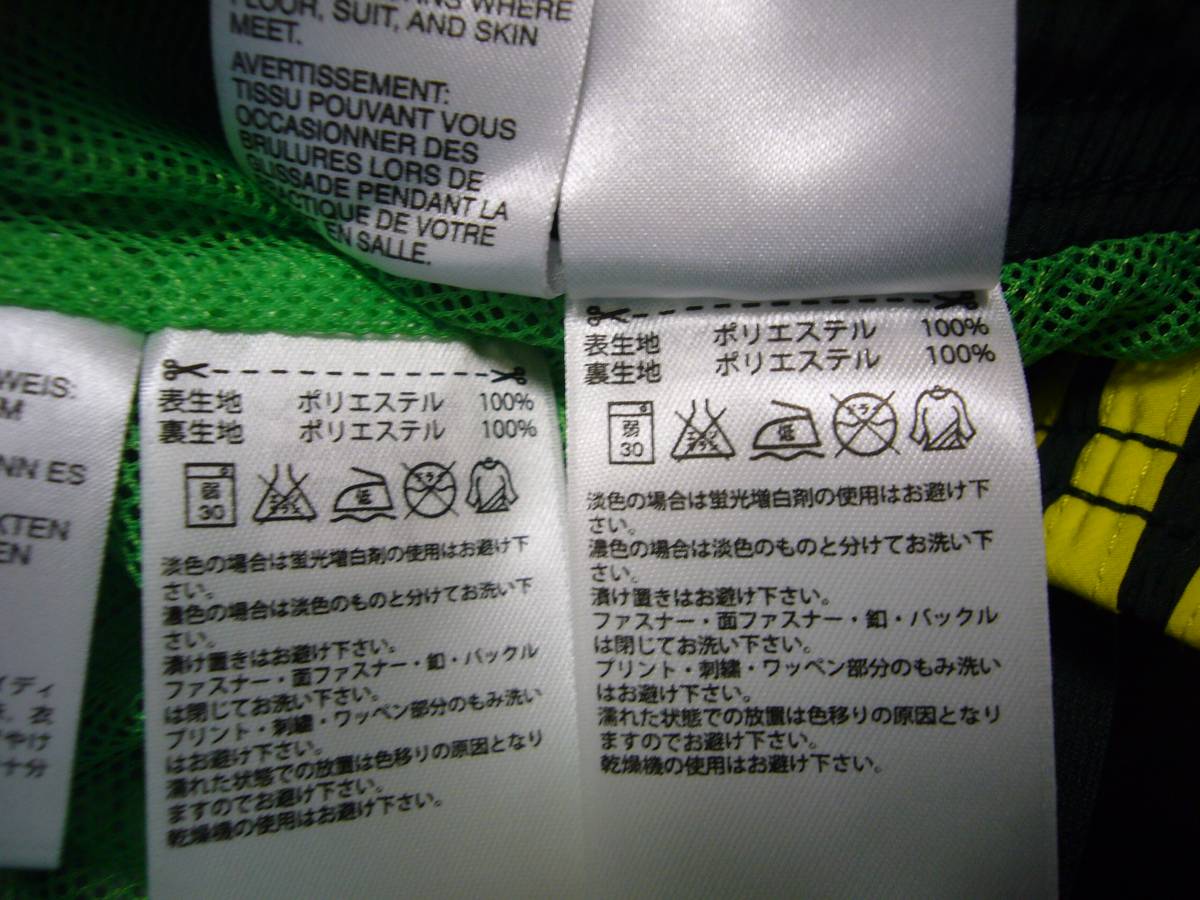 FLOOR, SUIT, AND SKIN
MEET.
AVERTISSEMENT:
TISSU POUVANT VOUS
OCCASIONNER DES
BRULURES LORS DE
GLISSADE PENDANT LA
DE VOTRE
EN SALLE.
表生地 ポリエステル 100%
裏生地 ポリエステル 100%
弱
30
低
ドライ
淡色の場合は蛍光増白剤の使用はお避け下
さい。
濃色の場合は淡色のものと分けてお洗い下
さい。
漬け置きはお避け下さい。
ファスナー・面ファスナー・釦・バックル
は閉じてお洗い下さい。
プリント・刺繍・ワッペン部分のもみ洗い
はお避け下さい。
濡れた状態での放置は色移りの原因となり
ますのでお避け下さい。
乾燥機の使用はお避け下さい。
表生地 ポリエステル 100%
裏生地 ポリエステル 100%
弱
30
低
ドライ
淡色の場合は蛍光増白剤の使用はお避け下
さい。
濃色の場合は淡色のものと分けてお洗い下
さい。
漬け置きはお避け下さい。
ファスナー・面ファスナー・釦・バックル
は閉じてお洗い下さい。
プリント・刺繍・ワッペン部分のもみ洗い
はお避け下さい。
濡れた状態での放置は色移りの原因となり
ますのでお避け下さい。
乾燥機の使用はお避け下さい。